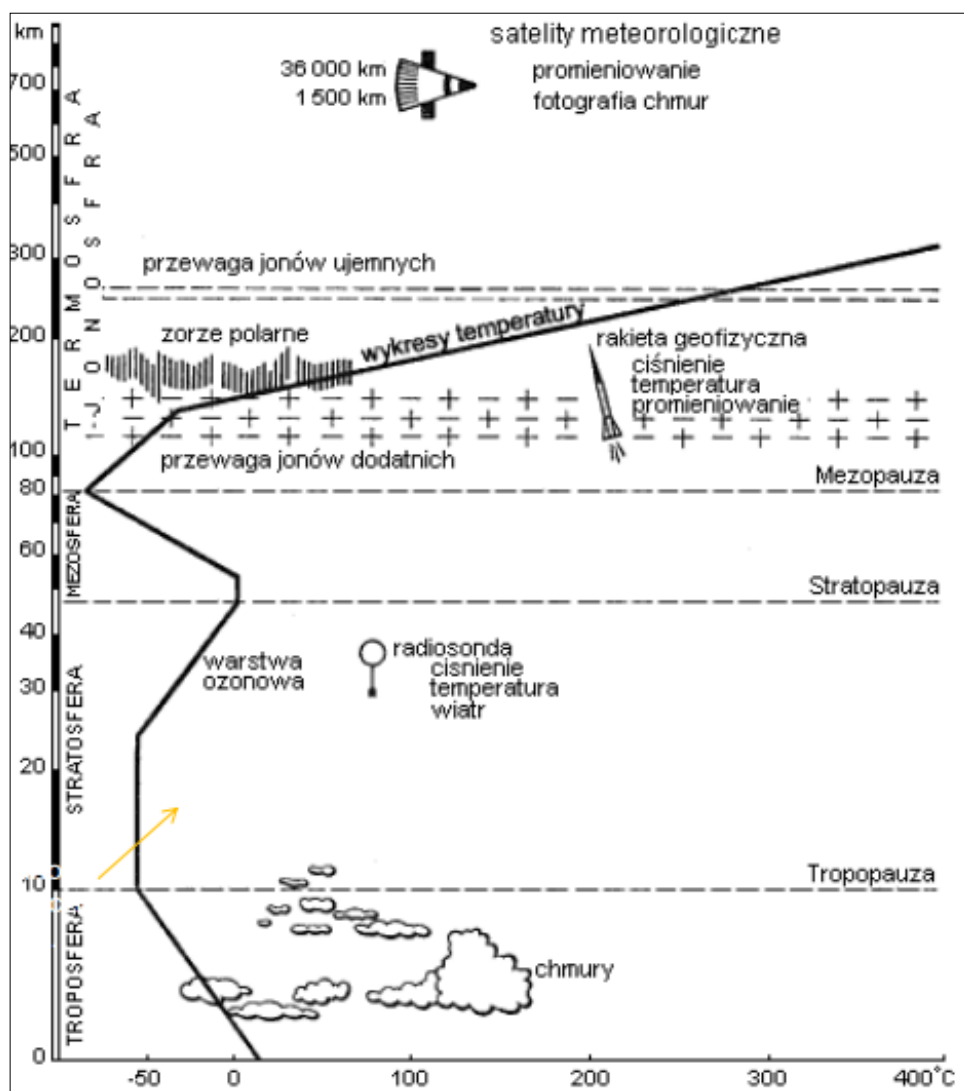 km
satelity meteorologiczne
36 000 km
promieniowanie
1 500 km
fotografia chmur
700
500
300
200
100
80
60
40
30
20
10
0
TERMOSFRA
JONOSFRA
MEZOSFERA
STRATOSFERA
TROPOSFERA
przewaga jonów ujemnych
zorze polarne
wykresy temperatury
rakieta geofizyczna
ciśnienie
temperatura
promieniowanie
przewaga jonów dodatnich
Mezopauza
Stratopauza
warstwa
ozonowa
radiosonda
cisnienie
temperatura
wiatr
Tropopauza
chmury
-50 0 100 200 300 400°C